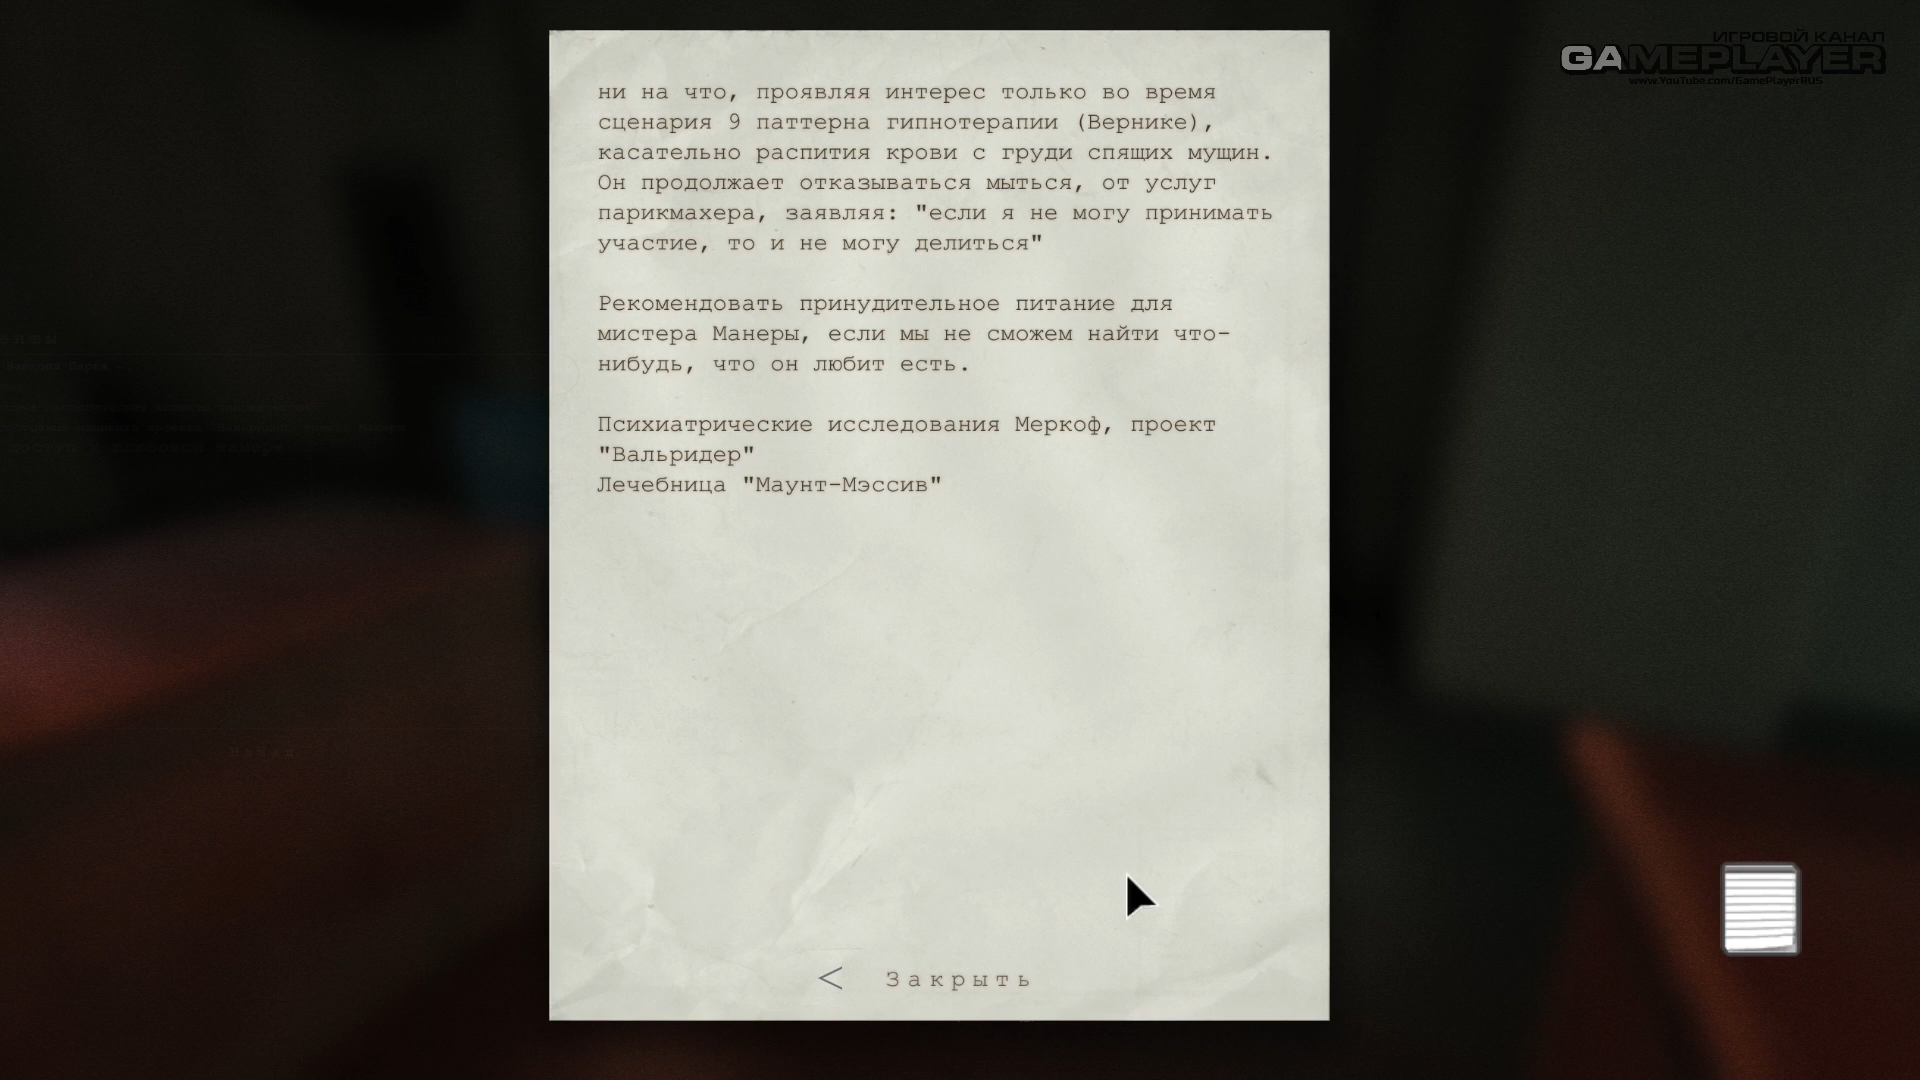 ИГРОВОЙ КАНАЛ
GAMEPLAYER
www.YouTube.com/GamePlayerRUS
ни на что, проявляя интерес только во время
сценария 9 паттерна гипнотерапии (Вернике),
касательно распития крови с груди спящих мущин.
Он продолжает отказываться мыться, от услуг
парикмахера, заявляя: "если я не могу принимать
участие, то и не могу делиться"
Рекомендовать принудительное питание для
мистера Манеры, если мы не сможем найти что-
нибудь, что он любит есть.
Психиатрические исследования Меркоф, проект
"Вальридер"
Лечебница "Маунт-Мэссив"
Назад
< Закрыть